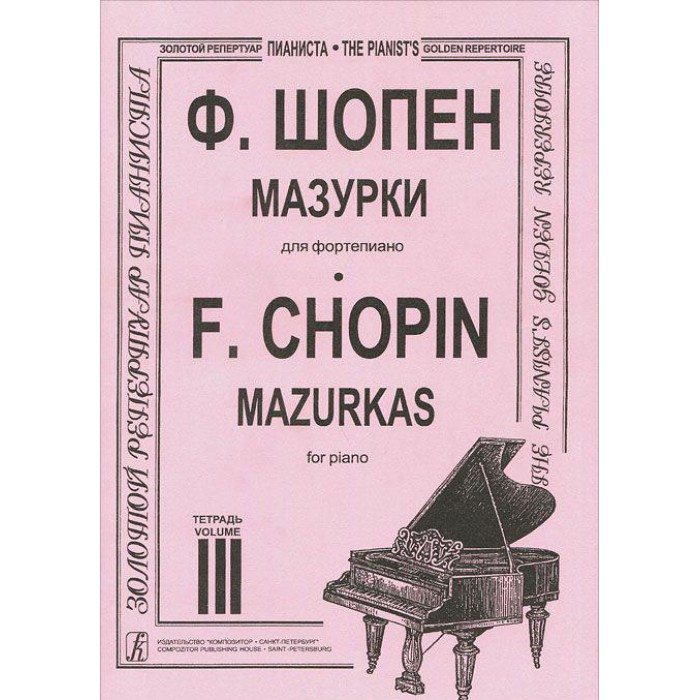 ЗОЛОТОЙ РЕПЕРТУАР ПИАНИСТА • THE PIANIST'S GOLDEN REPERTOIRE
ЗОЛОТОЙ РЕПЕРТУАР ПИАНИСТА
THE PIANIST'S GOLDEN REPERTOIRE
Ф. ШОПЕН
МАЗУРКИ
для фортепиано
•
F. CHOPIN
MAZURKAS
for piano
ТЕТРАДЬ
VOLUME
III
ИЗДАТЕЛЬСТВО "КОМПОЗИТОР • САНКТ-ПЕТЕРБУРГ"
COMPOZITOR PUBLISHING HOUSE • SAINT-PETERSBURG